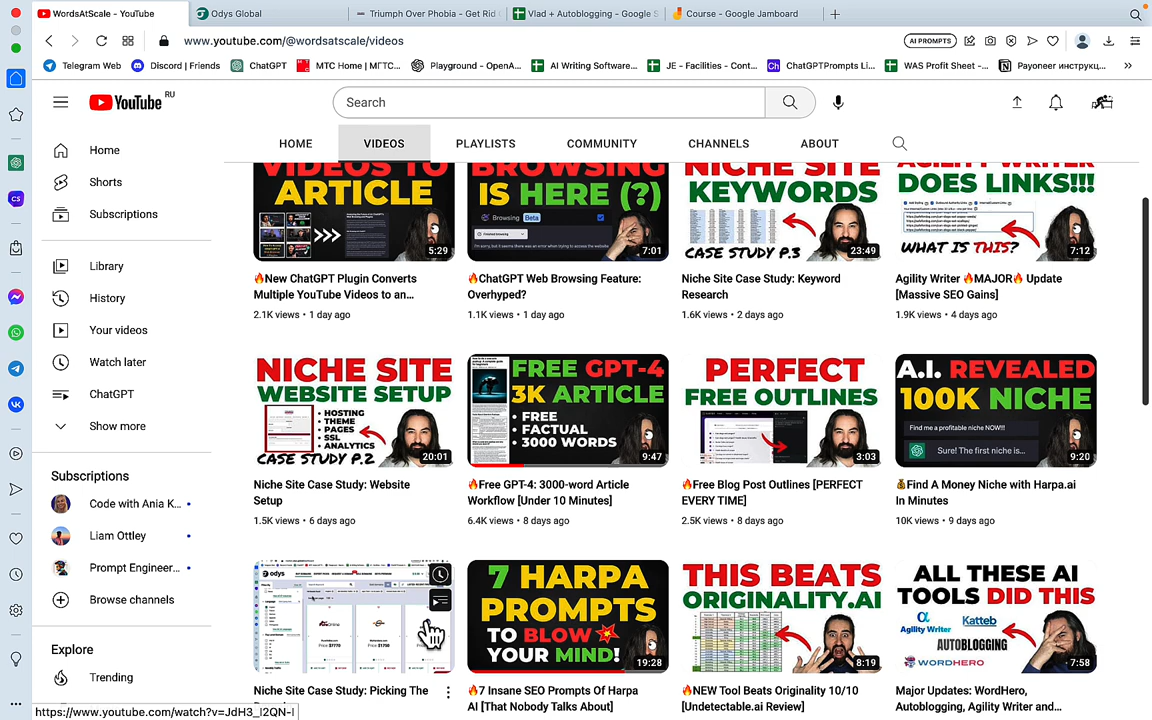 WordsAtScale - YouTube
Odys Global
Triumph Over Phobia - Get Rid
Vlad + Autoblogging - Google S
Course - Google Jamboard
www.youtube.com/@wordsatscale/videos
AI PROMPTS
Telegram Web
Discord | Friends
ChatGPT
МТС Home | МГТС...
Playground - OpenA...
AI Writing Software...
JE - Facilities - Cont...
ChatGPTPrompts Li...
WAS Profit Sheet -...
Payoneer инструкц...
YouTube RU
Search
HOME
VIDEOS
PLAYLISTS
COMMUNITY
CHANNELS
ABOUT
Home
Shorts
Subscriptions
Library
History
Your videos
Watch later
ChatGPT
Show more
Subscriptions
Code with Ania K...
Liam Ottley
Prompt Engineer...
Browse channels
Explore
Trending
VIDEOS TO
ARTICLE
5:29
🔥New ChatGPT Plugin Converts
Multiple YouTube Videos to an...
2.1K views • 1 day ago
BROWSING
IS HERE (?)
Browsing Beta
7:01
🔥ChatGPT Web Browsing Feature:
Overhyped?
1.1K views • 1 day ago
NICHE SITE
KEYWORDS
CASE STUDY P.3
23:49
Niche Site Case Study: Keyword
Research
1.6K views • 2 days ago
AGILITY WRITER
DOES LINKS!!!
WHAT IS THIS?
7:12
Agility Writer 🔥MAJOR🔥 Update
[Massive SEO Gains]
1.9K views • 4 days ago
NICHE SITE
WEBSITE SETUP
• HOSTING
THEME
PAGES
SSL
ANALYTICS
CASE STUDY P.2
20:01
Niche Site Case Study: Website
Setup
1.5K views • 6 days ago
FREE GPT-4
3K ARTICLE
• FREE
• FACTUAL
• 3000 WORDS
9:47
🔥Free GPT-4: 3000-word Article
Workflow [Under 10 Minutes]
6.4K views • 8 days ago
PERFECT
FREE OUTLINES
3:03
🔥Free Blog Post Outlines [PERFECT
EVERY TIME]
2.5K views • 8 days ago
A.I. REVEALED
100K NICHE
Find me a profitable niche NOW!!!
Sure! The first niche is...
9:20
💰Find A Money Niche with Harpa.ai
In Minutes
10K views • 9 days ago
odys
Niche Site Case Study: Picking The
7 HARPA
PROMPTS
TO BLOW 💥
YOUR MIND!
19:28
🔥7 Insane SEO Prompts Of Harpa
AI [That Nobody Talks About]
THIS BEATS
ORIGINALITY.AI
8:19
🔥NEW Tool Beats Originality 10/10
[Undetectable.ai Review]
ALL THESE AI
TOOLS DID THIS
Agility Writer
Katteb
AUTOBLOGGING
WORDHERO
7:58
Major Updates: WordHero,
Autoblogging, Agility Writer and...
https://www.youtube.com/watch?v=JdH3_I2QN-I